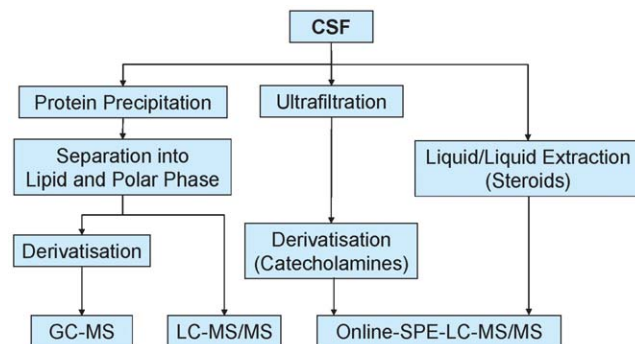 CSF
Protein Precipitation
Ultrafiltration
Separation into
Lipid and Polar Phase
Liquid/Liquid Extraction
(Steroids)
Derivatisation
Derivatisation
(Catecholamines)
GC-MS
LC-MS/MS
Online-SPE-LC-MS/MS